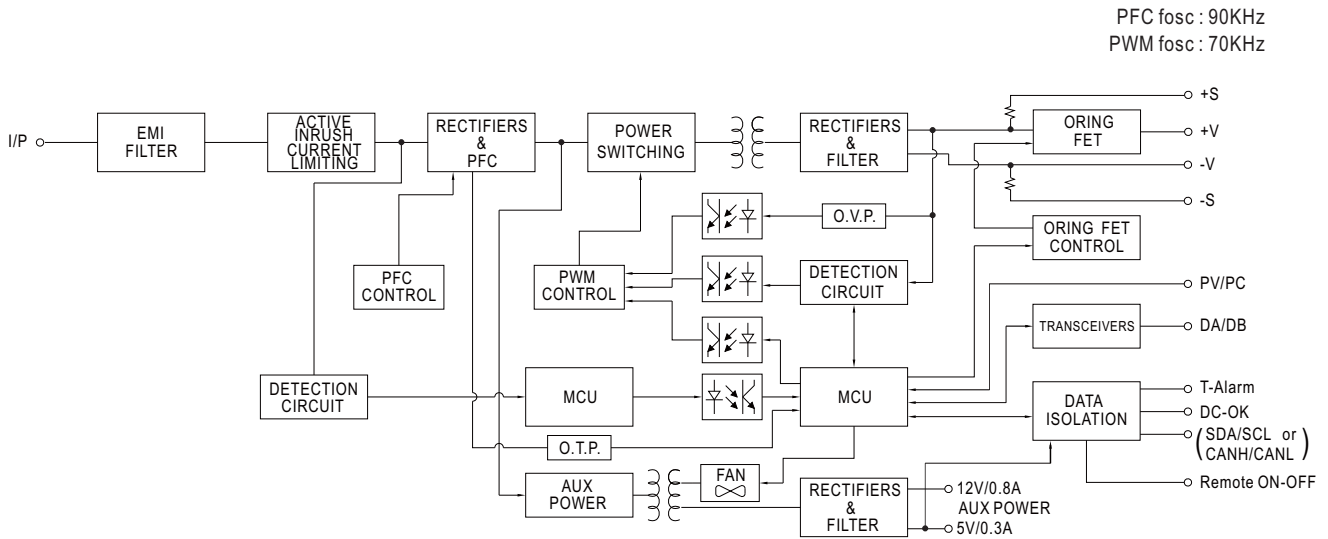 PFC fosc : 90KHz
PWM fosc : 70KHz
I/P
EMI
FILTER
ACTIVE
INRUSH
CURRENT
LIMITING
RECTIFIERS
&
PFC
POWER
SWITCHING
RECTIFIERS
&
FILTER
ORING
FET
+S
+V
-V
-S
O.V.P.
ORING FET
CONTROL
PFC
CONTROL
PWM
CONTROL
DETECTION
CIRCUIT
PV/PC
TRANSCEIVERS
DA/DB
DETECTION
CIRCUIT
MCU
MCU
DATA
ISOLATION
T-Alarm
DC-OK
(SDA/SCL or
CANH/CANL)
Remote ON-OFF
O.T.P.
AUX
POWER
FAN
RECTIFIERS
&
FILTER
12V/0.8A
AUX POWER
5V/0.3A